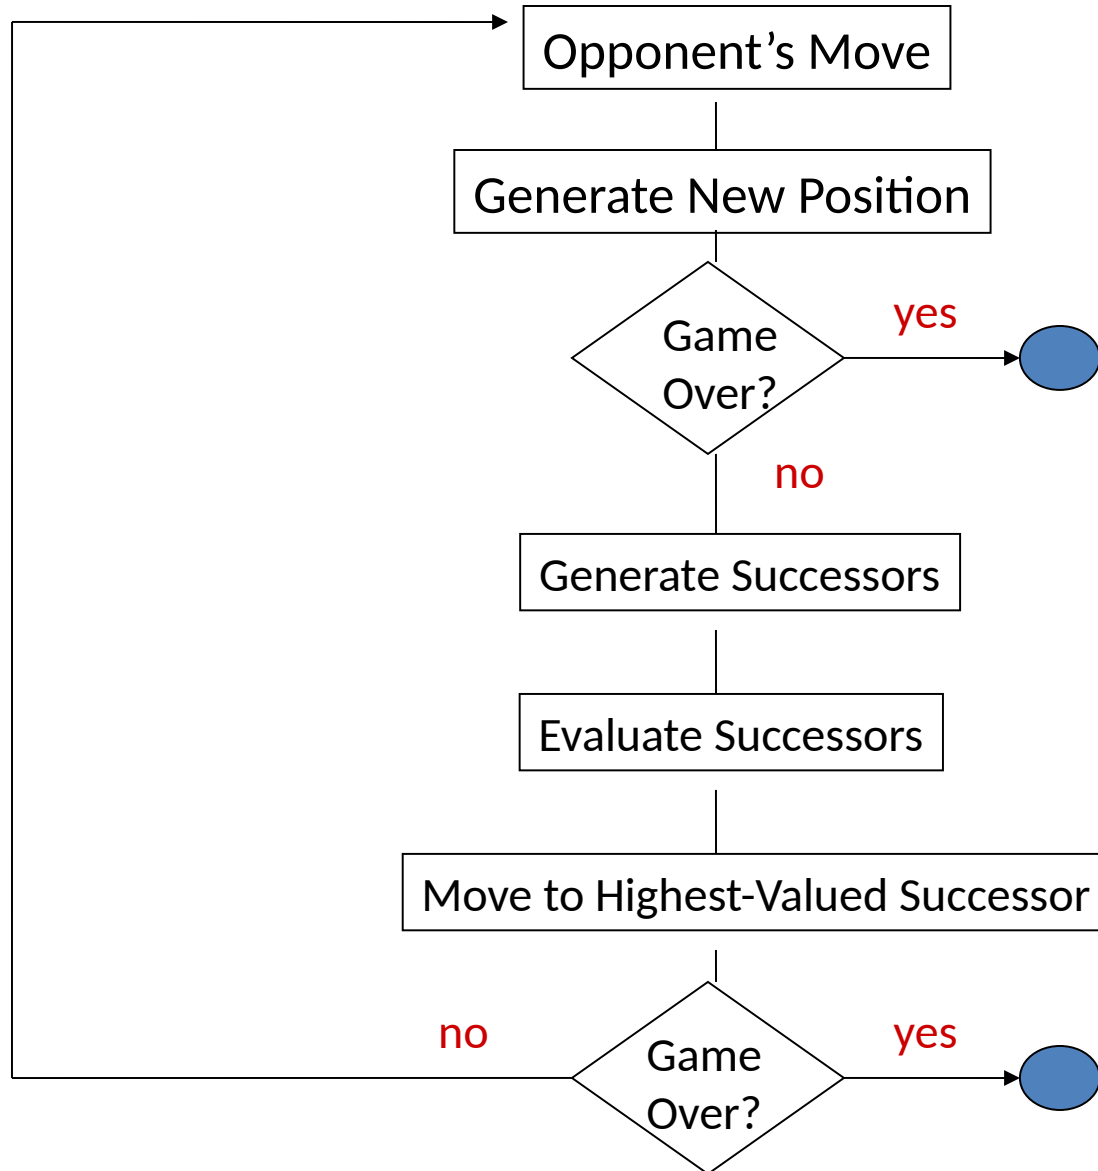 Opponent’s Move
Generate New Position
yes
Game
Over?
no
Generate Successors
Evaluate Successors
Move to Highest-Valued Successor
no
yes
Game
Over?